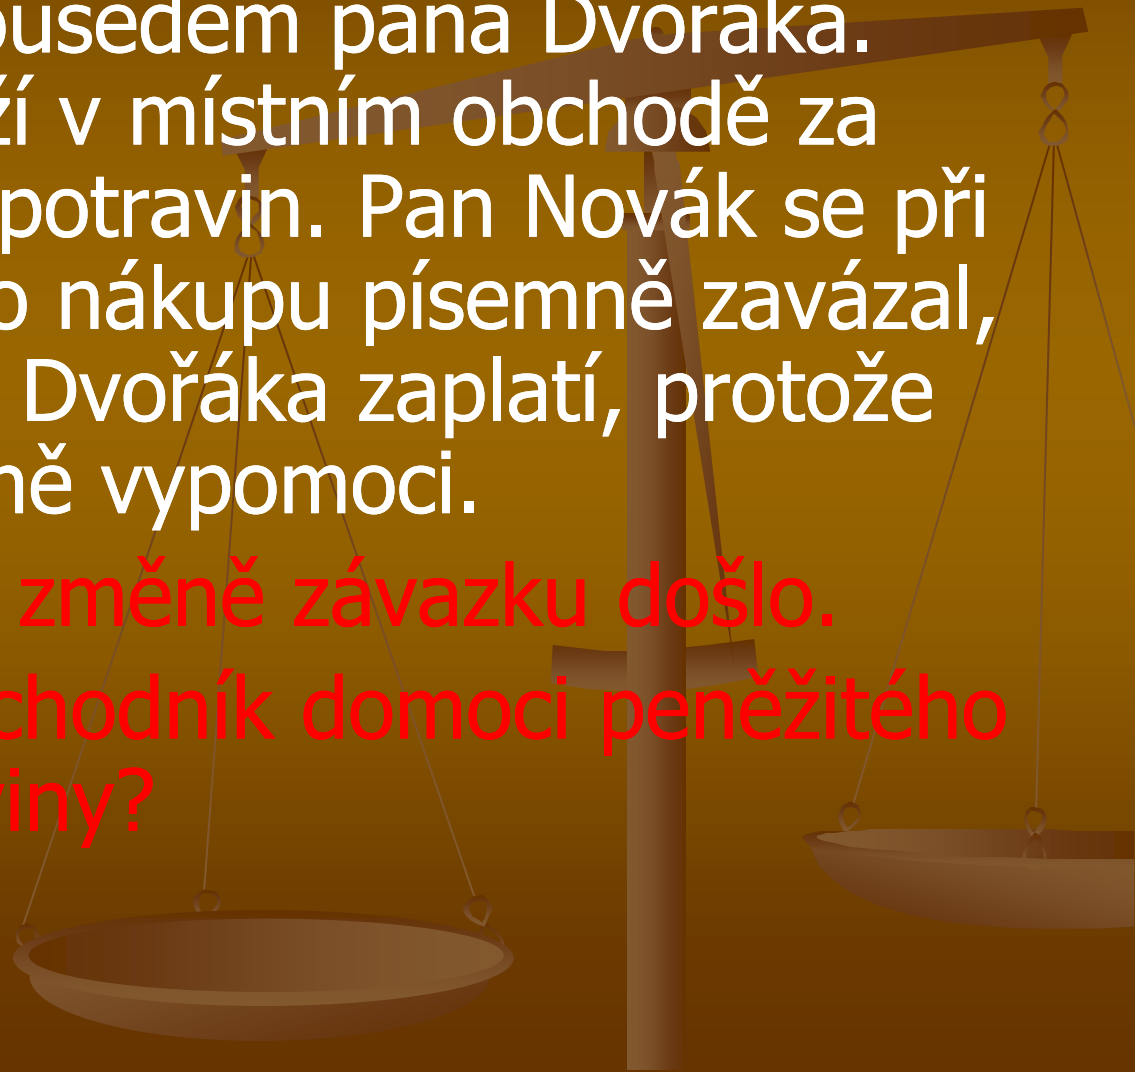 ousedem pana Dvořáka.
ží v místním obchodě za
potravin. Pan Novák se při
o nákupu písemně zavázal,
Dvořáka zaplatí, protože
ně vypomoci.
změně závazku došlo.
chodník domoci peněžitého
viny?